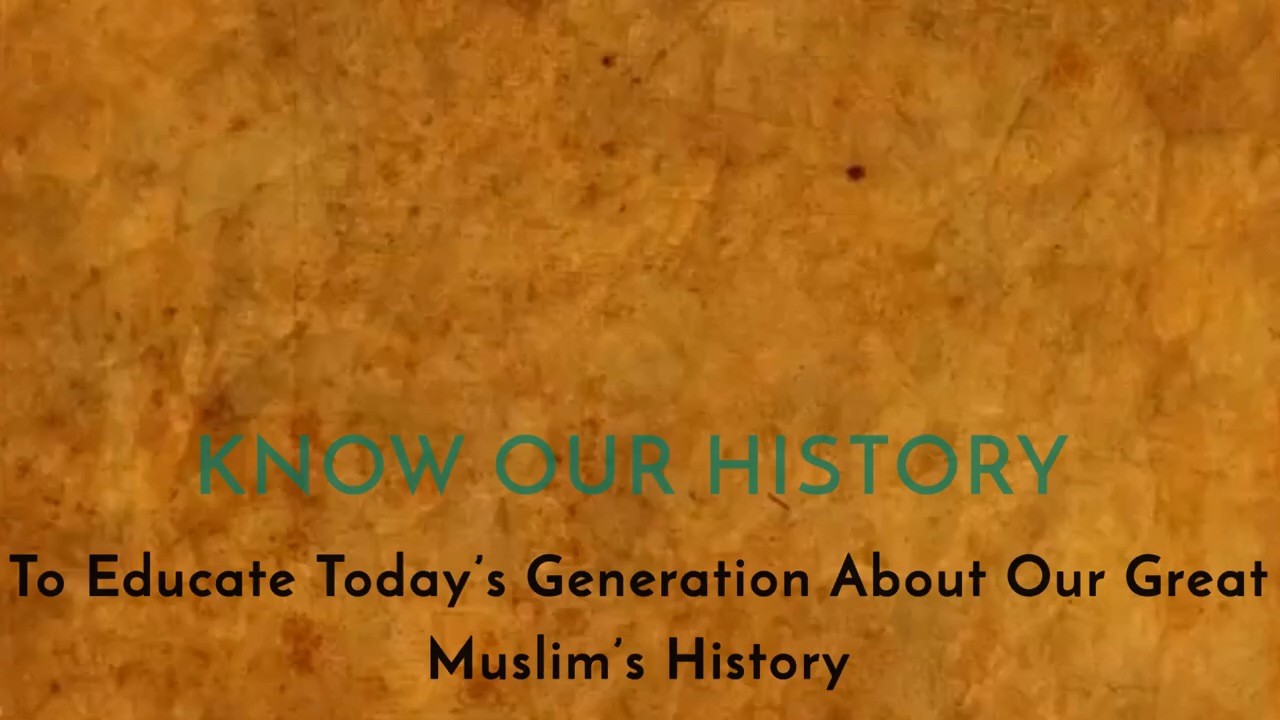 KNOW OUR HISTORY
To Educate Today's Generation About Our Great
Muslim's History